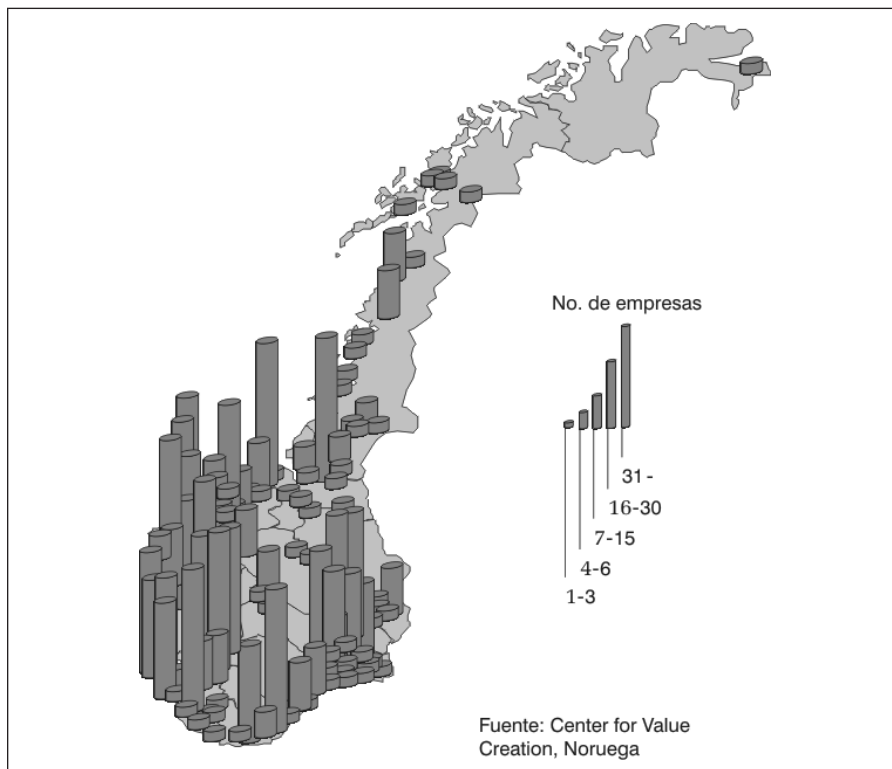 No. de empresas
31 -
16-30
7-15
4-6
1-3
Fuente: Center for Value
Creation, Noruega